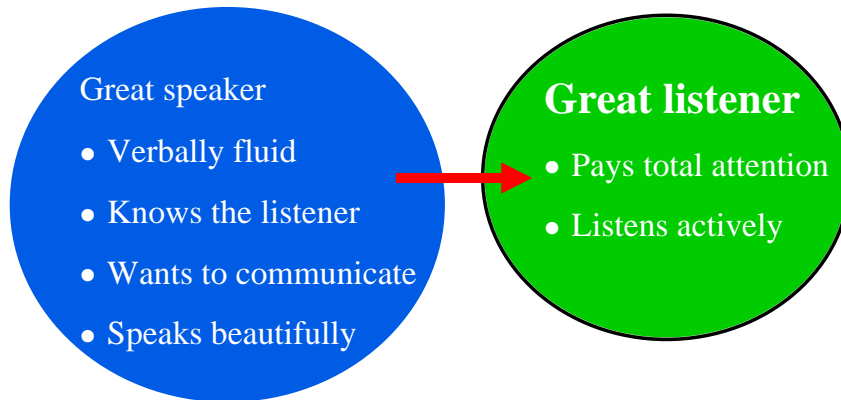 Great speaker
● Verbally fluid
● Knows the listener
● Wants to communicate
● Speaks beautifully
Great listener
● Pays total attention
● Listens actively